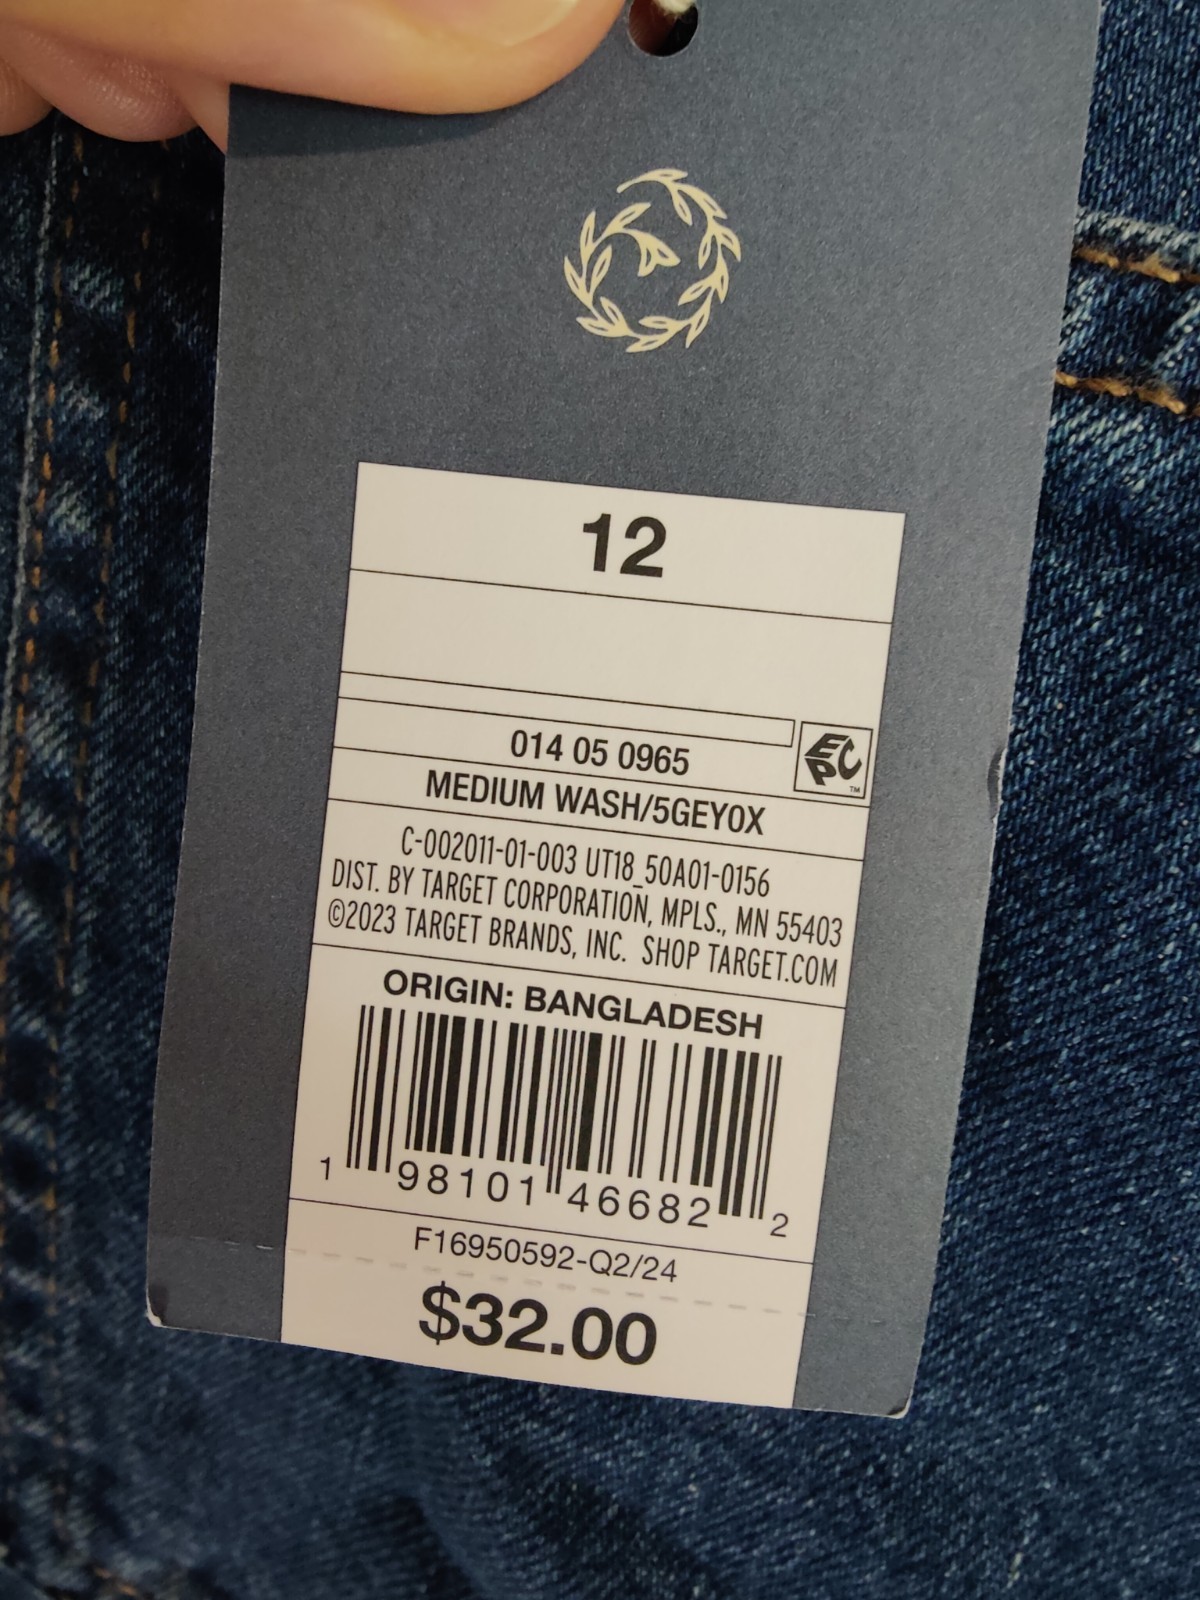 12
014 05 0965
EPC™
MEDIUM WASH/5GEY0X
C-002011-01-003 UT18_50A01-0156
DIST. BY TARGET CORPORATION, MPLS., MN 55403
©2023 TARGET BRANDS, INC. SHOP TARGET.COM
ORIGIN: BANGLADESH
1 98101 46682 2
F16950592-Q2/24
$32.00